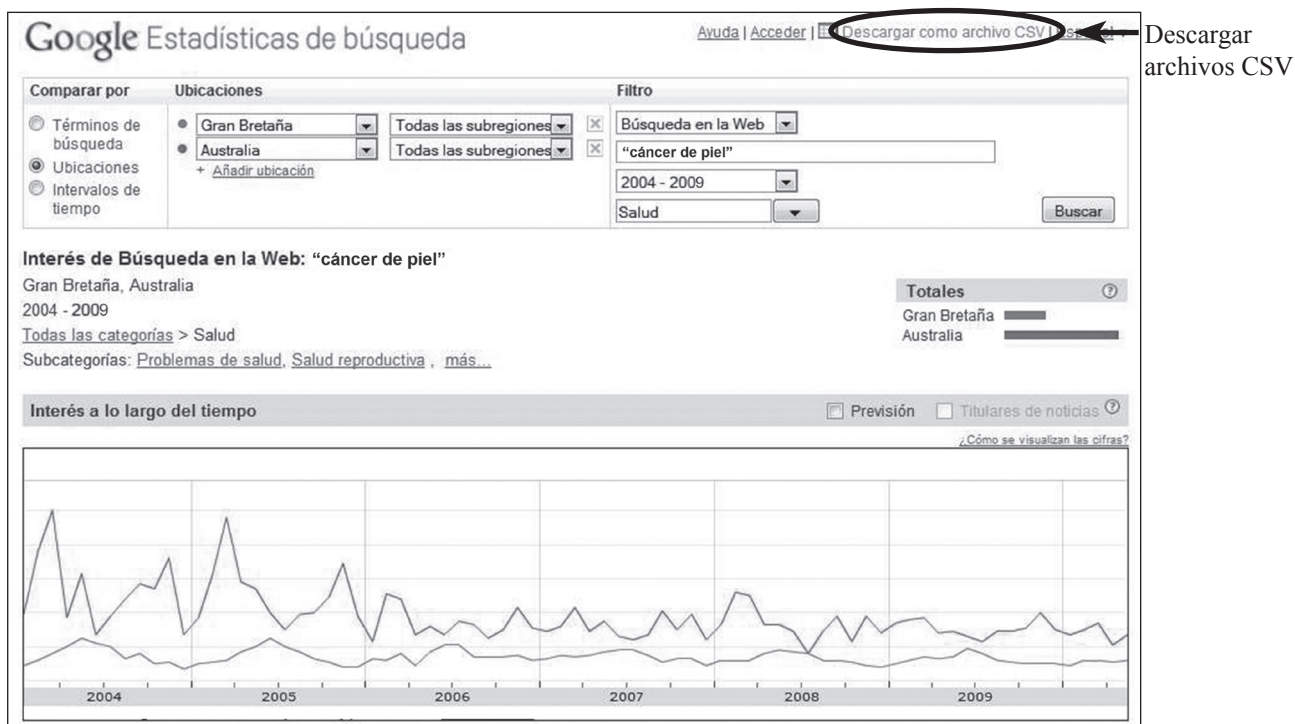 Google Estadísticas de búsqueda
Ayuda | Acceder | Descargar como archivo CSV |
Descargar
archivos CSV
Comparar por Ubicaciones Filtro
Términos de
búsqueda
Ubicaciones
Intervalos de
tiempo
Gran Bretaña Todas las subregiones
Australia Todas las subregiones
+ Añadir ubicación
Búsqueda en la Web
“cáncer de piel”
2004 - 2009
Salud
Buscar
Interés de Búsqueda en la Web: “cáncer de piel”
Gran Bretaña, Australia
2004 - 2009
Todas las categorías > Salud
Subcategorías: Problemas de salud, Salud reproductiva , más...
Totales
Gran Bretaña
Australia
Interés a lo largo del tiempo
Previsión Titulares de noticias
¿Cómo se visualizan las cifras?
2004 2005 2006 2007 2008 2009